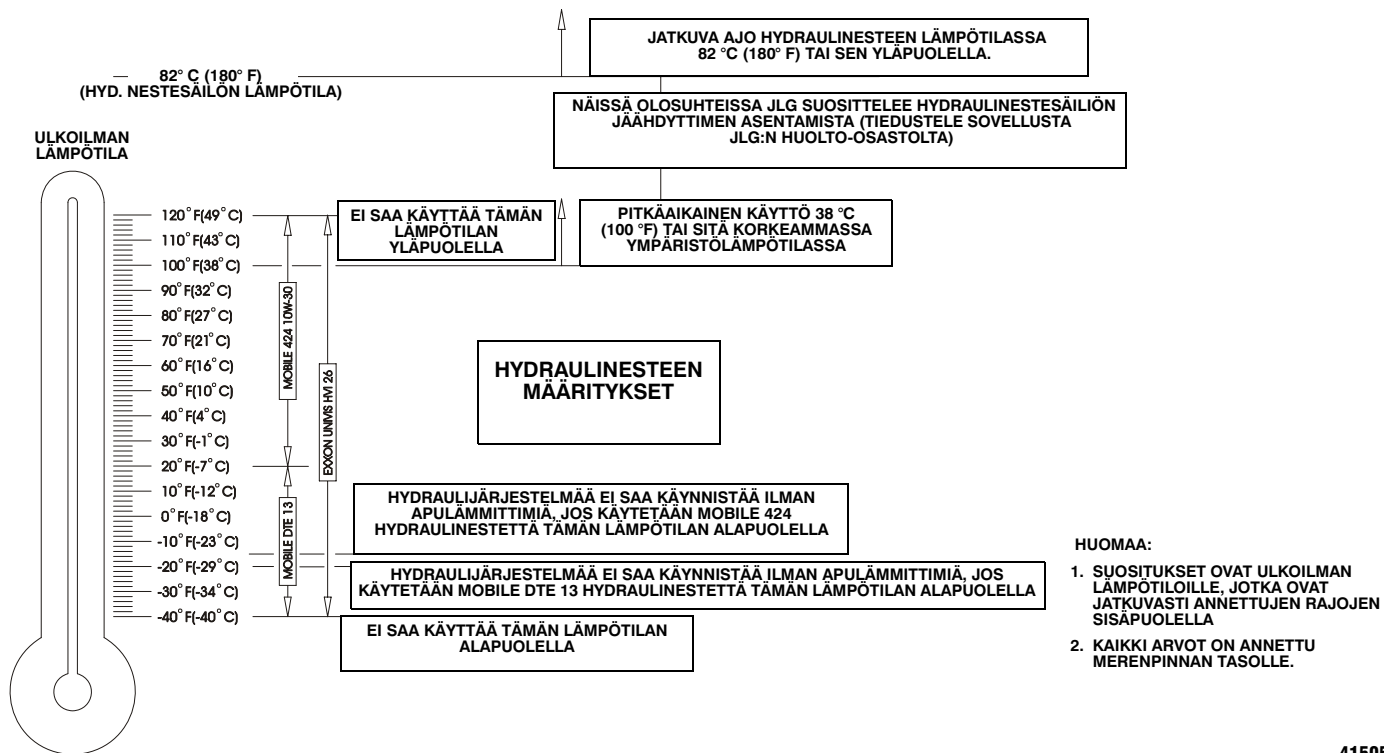 JATKUVA AJO HYDRAULINESTEEN LÄMPÖTILASSA
82 °C (180° F) TAI SEN YLÄPUOLELLA.
82° C (180° F)
(HYD. NESTESÄILÖN LÄMPÖTILA)
NÄISSÄ OLOSUHTEISSA JLG SUOSITTELEE HYDRAULINESTESÄILIÖN
JÄÄHDYTTIMEN ASENTAMISTA (TIEDUSTELE SOVELLUSTA
JLG:N HUOLTO-OSASTOLTA)
ULKOILMAN
LÄMPÖTILA
120°F(49°C)
110°F(43°C)
100°F(38°C)
90°F(32°C)
80°F(27°C)
70°F(21°C)
60°F(16°C)
50°F(10°C)
40°F(4°C)
30°F(-1°C)
20°F(-7°C)
10°F(-12°C)
0°F(-18°C)
-10°F(-23°C)
-20°F(-29°C)
-30°F(-34°C)
-40°F(-40°C)
MOBILE 424 10W-30
MOBILE DTE 13
EXXON UNIVIS HVI 26
EI SAA KÄYTTÄÄ TÄMÄN
LÄMPÖTILAN
YLÄPUOLELLA
PITKÄAIKAINEN KÄYTTÖ 38 °C
(100 °F) TAI SITÄ KORKEAMMASSA
YMPÄRISTÖLÄMPÖTILASSA
HYDRAULINESTEEN
MÄÄRITYKSET
HYDRAULIJÄRJESTELMÄÄ EI SAA KÄYNNISTÄÄ ILMAN
APULÄMMITTIMIÄ, JOS KÄYTETÄÄN MOBILE 424
HYDRAULINESTETTÄ TÄMÄN LÄMPÖTILAN ALAPUOLELLA
HYDRAULIJÄRJESTELMÄÄ EI SAA KÄYNNISTÄÄ ILMAN APULÄMMITTIMIÄ, JOS
KÄYTETÄÄN MOBILE DTE 13 HYDRAULINESTETTÄ TÄMÄN LÄMPÖTILAN ALAPUOLELLA
EI SAA KÄYTTÄÄ TÄMÄN LÄMPÖTILAN
ALAPUOLELLA
HUOMAA:
1. SUOSITUKSET OVAT ULKOILMAN
LÄMPÖTILOILLE, JOTKA OVAT
JATKUVASTI ANNETTUJEN RAJOJEN
SISÄPUOLELLA
2. KAIKKI ARVOT ON ANNETTU
MERENPINNAN TASOLLE.